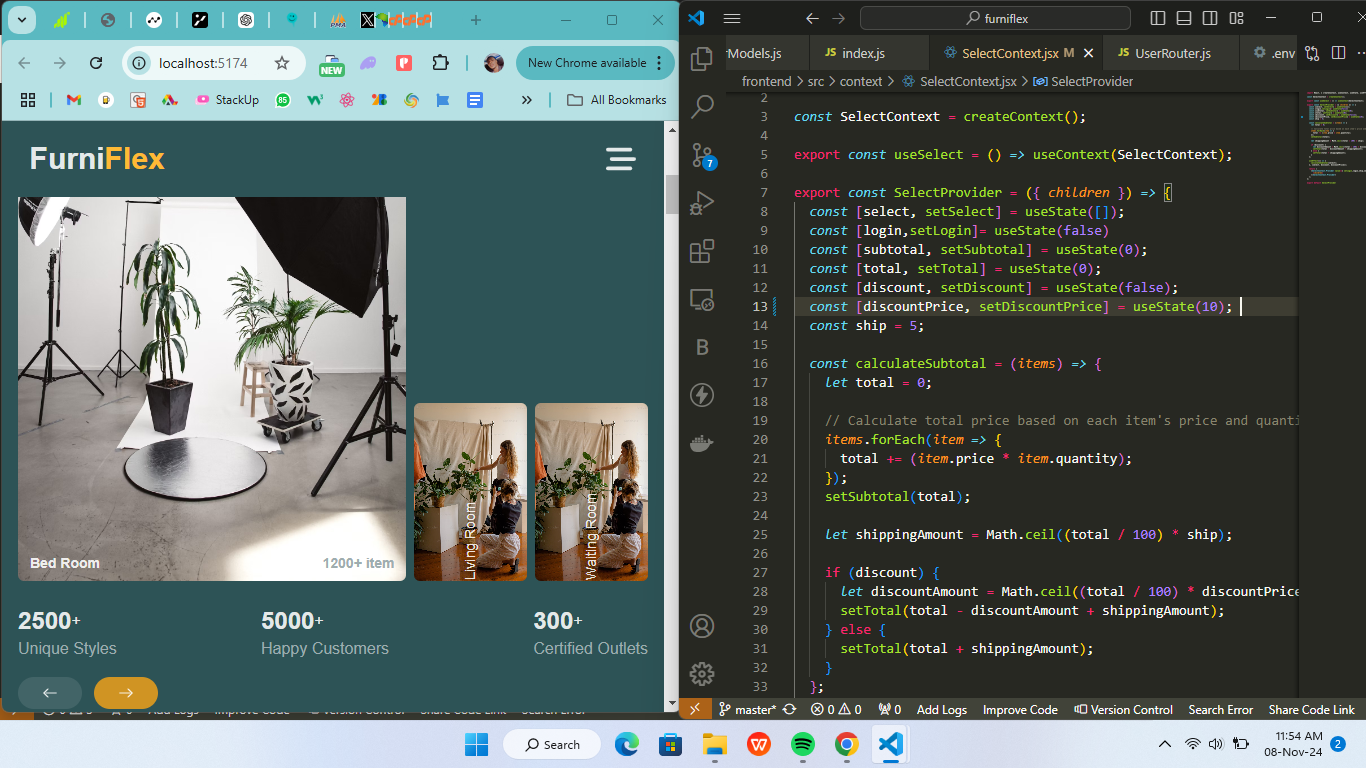 NEW
localhost:5174
New Chrome available
StackUp
85
All Bookmarks
FurniFlex
Bed Room
1200+ item
Living Room
Waiting Room
2500+
Unique Styles
5000+
Happy Customers
300+
Certified Outlets
furniflex
rModels.js
JS index.js
SelectContext.jsx M
JS UserRouter.js
.env
frontend > src > context > SelectContext.jsx > SelectProvider
2
3 const SelectContext = createContext();
4
5 export const useSelect = () => useContext(SelectContext);
6
7 export const SelectProvider = ({ children }) => {
8 const [select, setSelect] = useState([]);
9 const [login,setLogin]= useState(false)
10 const [subtotal, setSubtotal] = useState(0);
11 const [total, setTotal] = useState(0);
12 const [discount, setDiscount] = useState(false);
13 const [discountPrice, setDiscountPrice] = useState(10);
14 const ship = 5;
15
16 const calculateSubtotal = (items) => {
17 let total = 0;
18
19 // Calculate total price based on each item's price and quanti
20 items.forEach(item => {
21 total += (item.price * item.quantity);
22 });
23 setSubtotal(total);
24
25 let shippingAmount = Math.ceil((total / 100) * ship);
26
27 if (discount) {
28 let discountAmount = Math.ceil((total / 100) * discountPrice
29 setTotal(total - discountAmount + shippingAmount);
30 } else {
31 setTotal(total + shippingAmount);
32 }
33 };
7
B
master*
0 0
0
Add Logs
Improve Code
Version Control
Search Error
Share Code Link
Search
11:54 AM
08-Nov-24
2